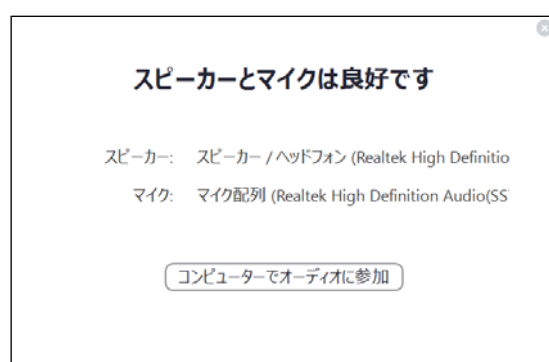 スピーカーとマイクは良好です
スピーカー: スピーカー / ヘッドフォン (Realtek High Definitio
マイク: マイク配列 (Realtek High Definition Audio(SS
コンピューターでオーディオに参加